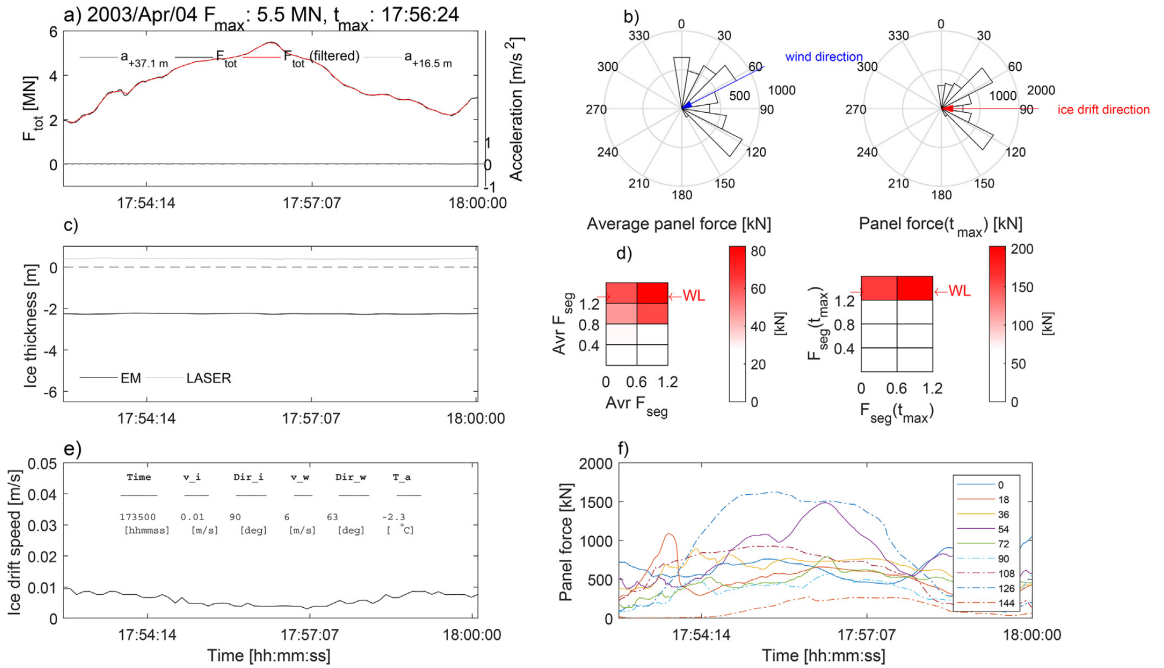 a) 2003/Apr/04 F_max: 5.5 MN, t_max: 17:56:24
a_+37.1 m
F_tot
F_tot (filtered)
a_+16.5 m
6
4
2
0
F_tot [MN]
1
0
-1
Acceleration [m/s^2]
17:54:14
17:57:07
18:00:00
b)
0
30
60
90
120
150
180
210
240
270
300
330
500
1000
wind direction
Average panel force [kN]
0
30
60
90
120
150
180
210
240
270
300
330
1000
2000
ice drift direction
Panel force(t_max) [kN]
c)
0
-2
-4
-6
Ice thickness [m]
EM
LASER
17:54:14
17:57:07
18:00:00
d)
1.2
0.8
0.4
Avr F_seg
0
0.6
1.2
Avr F_seg
WL
80
60
40
20
0
[kN]
1.2
0.8
0.4
F_seg(t_max)
0
0.6
1.2
F_seg(t_max)
WL
200
150
100
50
0
[kN]
e)
0.05
0.04
0.03
0.02
0.01
0
Ice drift speed [m/s]
Time v_i Dir_i v_w Dir_w T_a
173500 0.01 90 6 63 -2.3
[hhmmss] [m/s] [deg] [m/s] [deg] [ °C]
17:54:14
17:57:07
18:00:00
Time [hh:mm:ss]
f)
2000
1500
1000
500
0
Panel force [kN]
0
18
36
54
72
90
108
126
144
17:54:14
17:57:07
18:00:00
Time [hh:mm:ss]